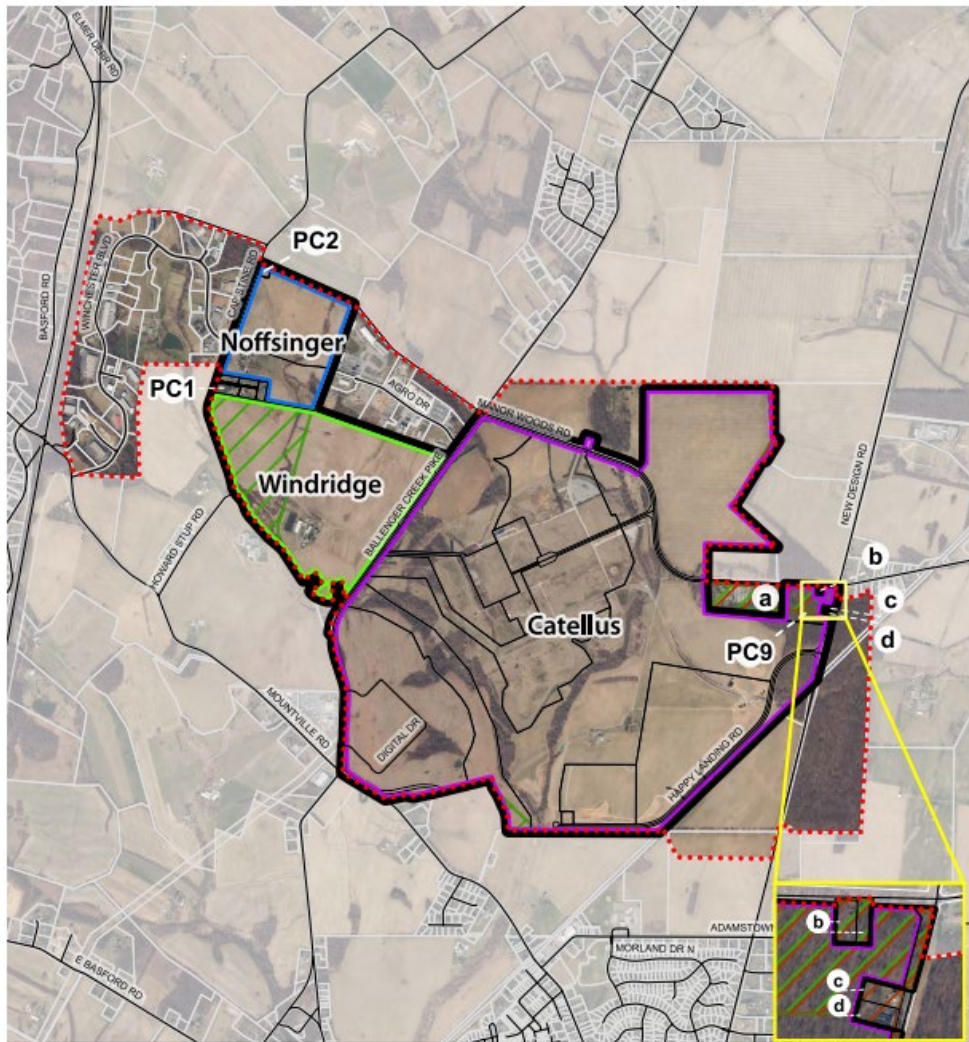 ELMER DERR RD
PC2
CAP STINE RD
WINCHESTER BLVD
BASFORD RD
Noffsinger
PC1
AGRO DR
MANOR WOODS RD
NEW DESIGN RD
Windridge
BALLENGER CREEK PIKE
HOWARD STUP RD
b
a
c
Catellus
d
PC9
MOUNTVILLE RD
DIGITAL DR
HAPPY LANDING RD
b
ADAMSTOWN
MORLAND DR N
E BASFORD RD
c
d